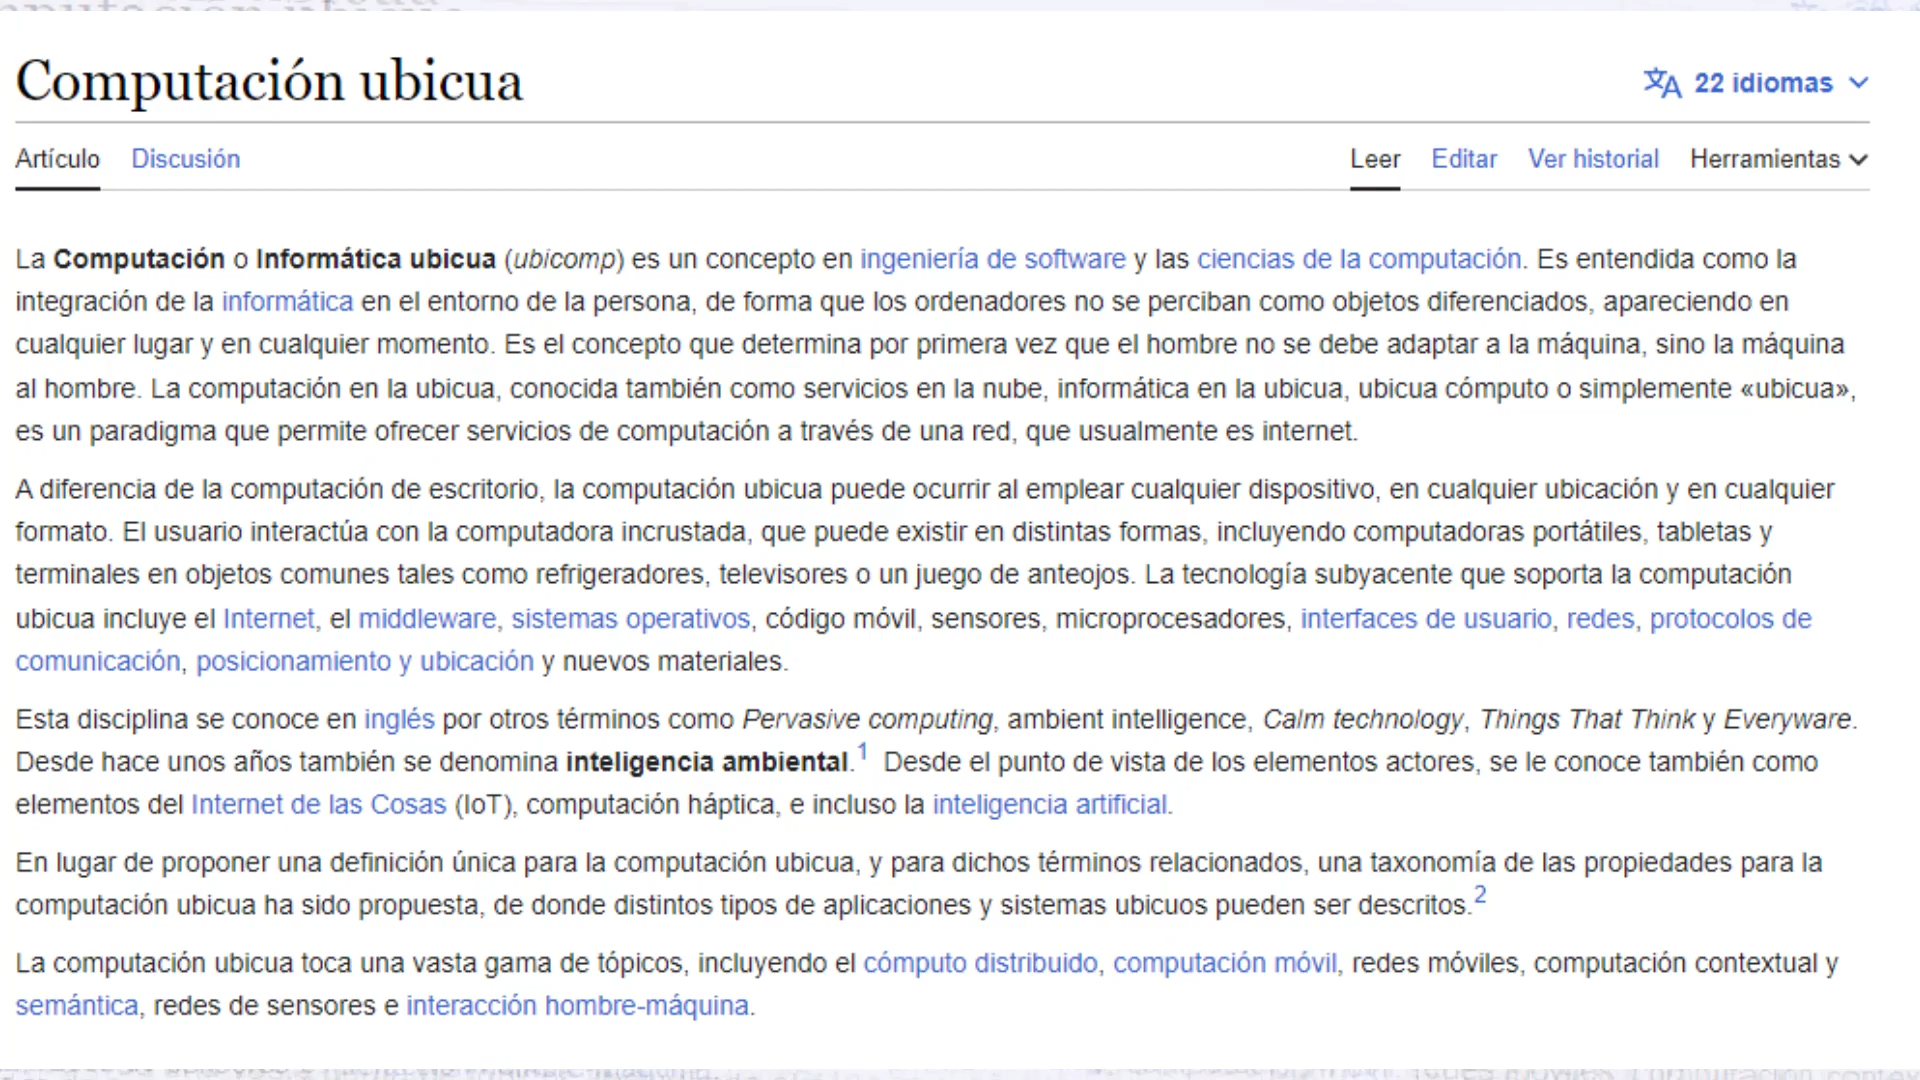 Computación ubicua
22 idiomas
Artículo Discusión Leer Editar Ver historial Herramientas
La Computación o Informática ubicua (ubicomp) es un concepto en ingeniería de software y las ciencias de la computación. Es entendida como la
integración de la informática en el entorno de la persona, de forma que los ordenadores no se perciban como objetos diferenciados, apareciendo en
cualquier lugar y en cualquier momento. Es el concepto que determina por primera vez que el hombre no se debe adaptar a la máquina, sino la máquina
al hombre. La computación en la ubicua, conocida también como servicios en la nube, informática en la ubicua, ubicua cómputo o simplemente «ubicua»,
es un paradigma que permite ofrecer servicios de computación a través de una red, que usualmente es internet.
A diferencia de la computación de escritorio, la computación ubicua puede ocurrir al emplear cualquier dispositivo, en cualquier ubicación y en cualquier
formato. El usuario interactúa con la computadora incrustada, que puede existir en distintas formas, incluyendo computadoras portátiles, tabletas y
terminales en objetos comunes tales como refrigeradores, televisores o un juego de anteojos. La tecnología subyacente que soporta la computación
ubicua incluye el Internet, el middleware, sistemas operativos, código móvil, sensores, microprocesadores, interfaces de usuario, redes, protocolos de
comunicación, posicionamiento y ubicación y nuevos materiales.
Esta disciplina se conoce en inglés por otros términos como Pervasive computing, ambient intelligence, Calm technology, Things That Think y Everyware.
Desde hace unos años también se denomina inteligencia ambiental.1 Desde el punto de vista de los elementos actores, se le conoce también como
elementos del Internet de las Cosas (IoT), computación háptica, e incluso la inteligencia artificial.
En lugar de proponer una definición única para la computación ubicua, y para dichos términos relacionados, una taxonomía de las propiedades para la
computación ubicua ha sido propuesta, de donde distintos tipos de aplicaciones y sistemas ubicuos pueden ser descritos.2
La computación ubicua toca una vasta gama de tópicos, incluyendo el cómputo distribuido, computación móvil, redes móviles, computación contextual y
semántica, redes de sensores e interacción hombre-máquina.